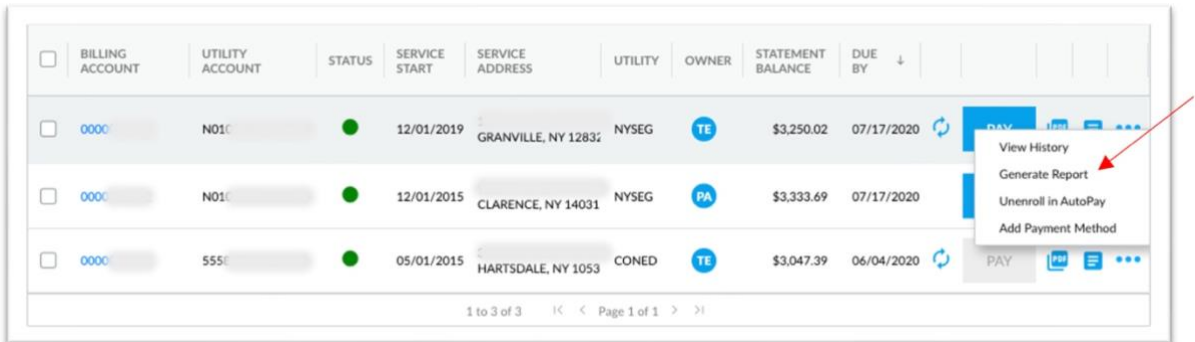 BILLING ACCOUNT UTILITY ACCOUNT STATUS SERVICE START SERVICE ADDRESS UTILITY OWNER STATEMENT BALANCE DUE BY ↓
0000 N010 12/01/2019 GRANVILLE, NY 12832 NYSEG TE $3,250.02 07/17/2020 PAY PDF
View History
Generate Report
0000 N010 12/01/2015 CLARENCE, NY 14031 NYSEG PA $3,333.69 07/17/2020
Unenroll in AutoPay
Add Payment Method
0000 5558 05/01/2015 HARTSDALE, NY 1053 CONED TE $3,047.39 06/04/2020 PAY PDF
1 to 3 of 3 Page 1 of 1